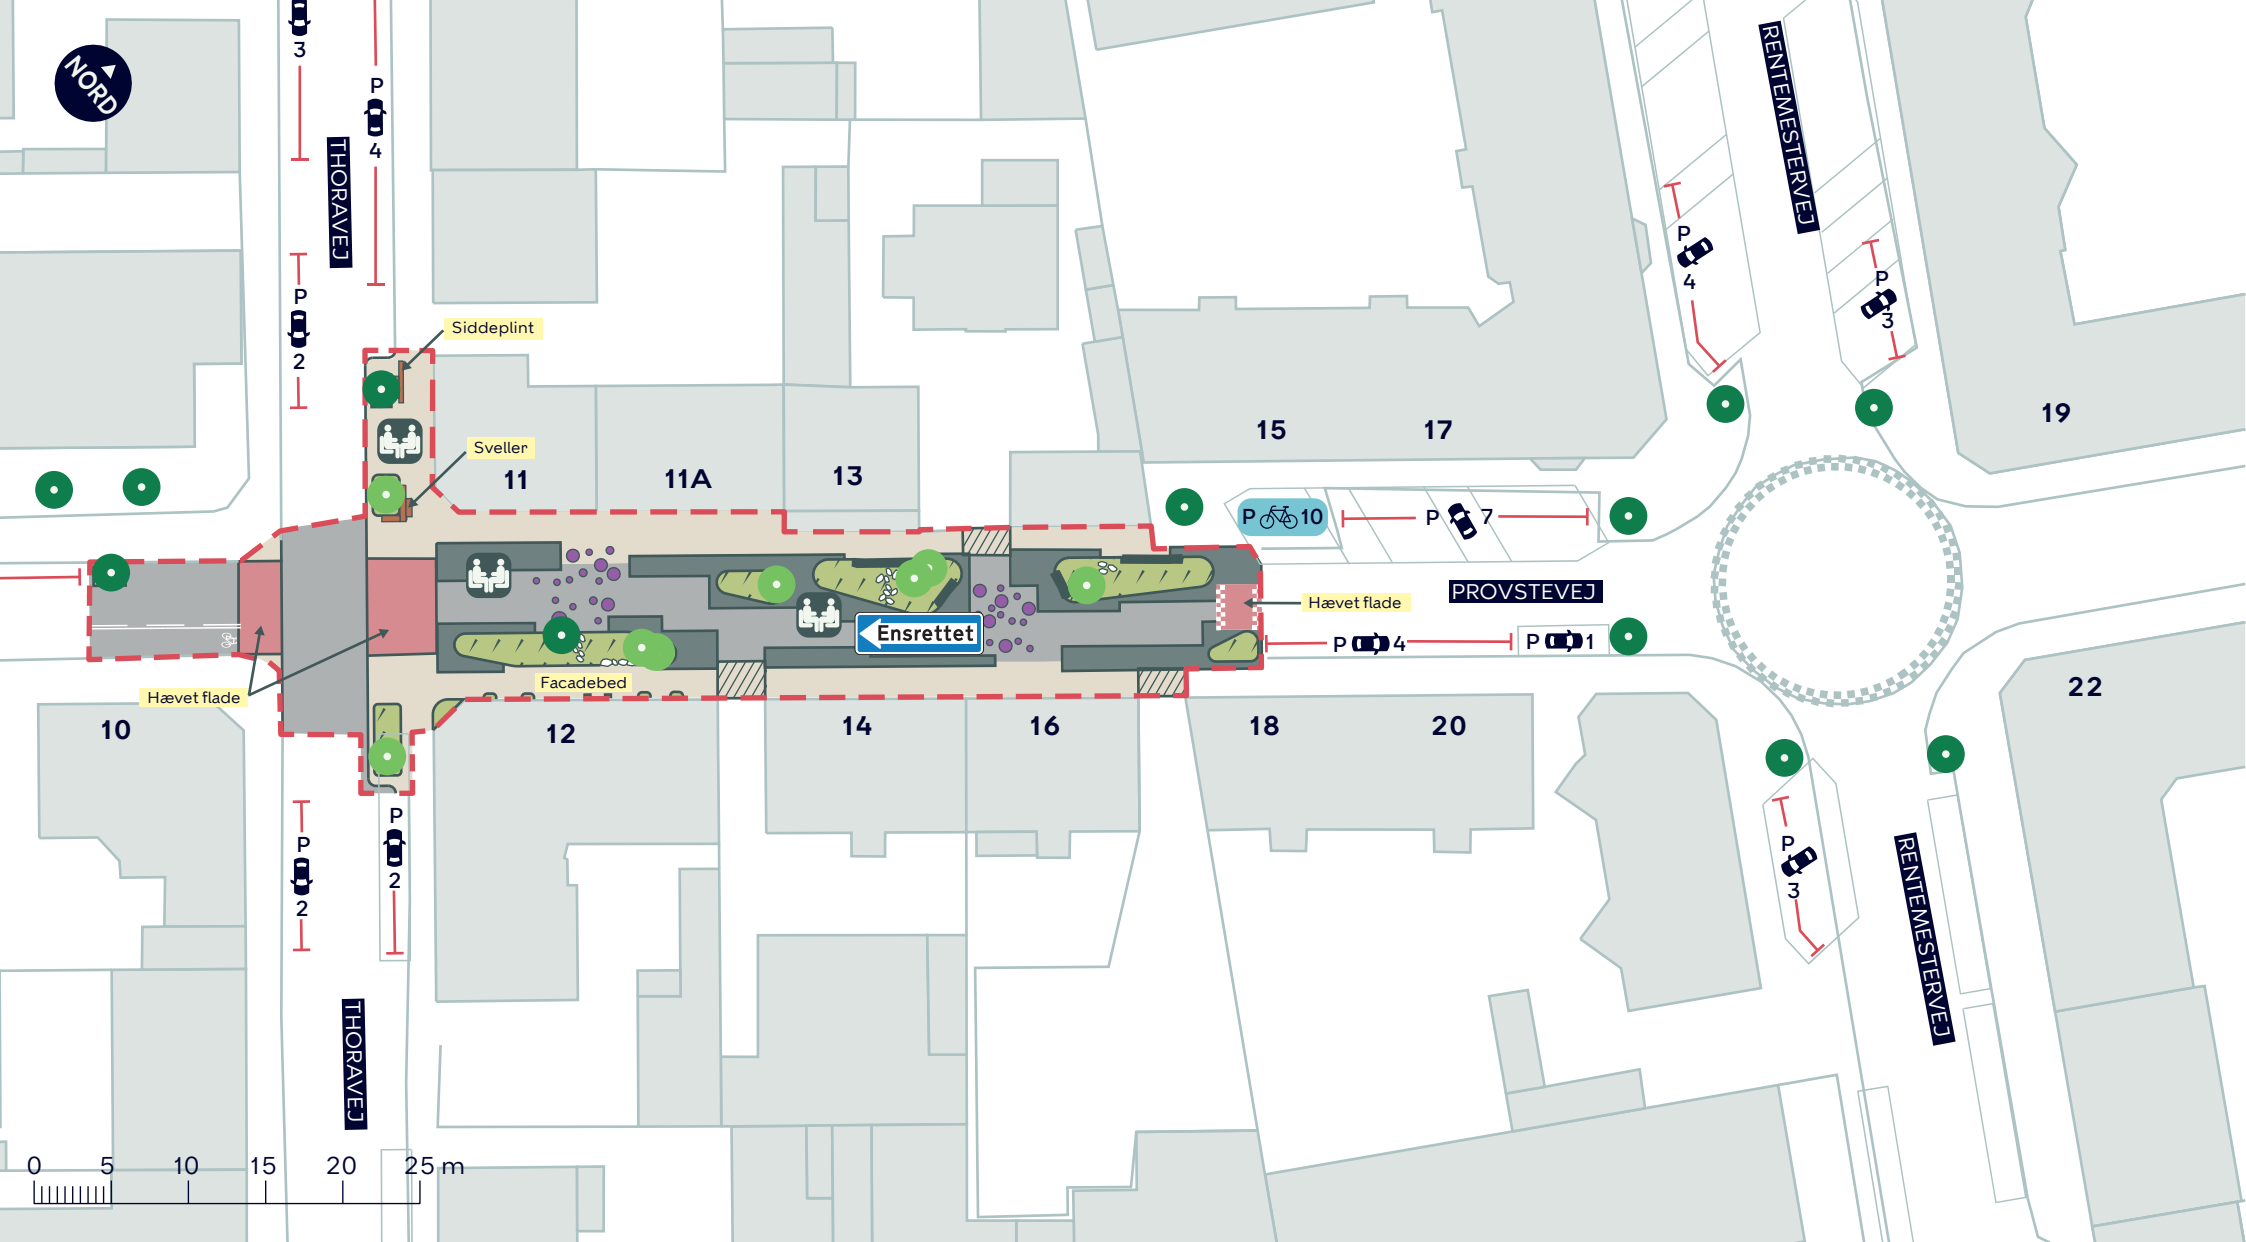 NORD
3
P
4
THORAVEJ
P
2
Siddeplint
Sveller
11
11A
13
15
17
19
RENTEMESTERVEJ
P
4
P
3
P 10
P 7
PROVSTEVEJ
Hævet flade
P 4
P 1
Ensrettet
Facadebed
Hævet flade
10
12
14
16
18
20
22
P
2
P
2
P
3
RENTEMESTERVEJ
THORAVEJ
0 5 10 15 20 25 m